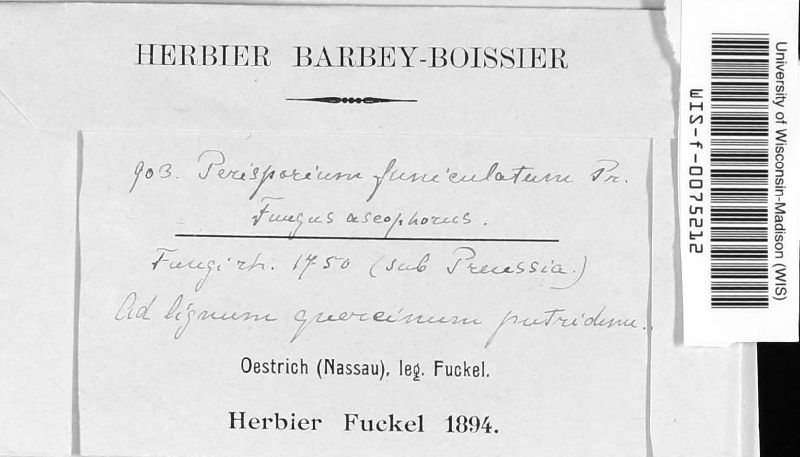 HERBIER BARBEY-BOISSIER
903. Perisporium funiculatum Pr.
Fungus ascophorus.
Fungi rh. 1750 (sub Preussia.)
Ad lignum quercinum putridum.
Oestrich (Nassau), leg. Fuckel.
Herbier Fuckel 1894.
University of Wisconsin-Madison (WIS)
WIS-f-0075212